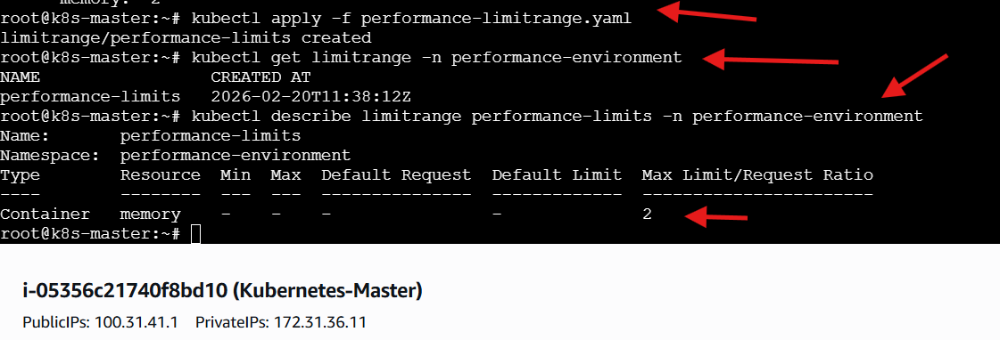 memory: 2
root@k8s-master:~# kubectl apply -f performance-limitrange.yaml
limitrange/performance-limits created
root@k8s-master:~# kubectl get limitrange -n performance-environment
NAME                 CREATED AT
performance-limits   2026-02-20T11:38:12Z
root@k8s-master:~# kubectl describe limitrange performance-limits -n performance-environment
Name:       performance-limits
Namespace:  performance-environment
Type        Resource  Min  Max  Default Request  Default Limit  Max Limit/Request Ratio
----        --------  ---  ---  ---------------  -------------  -----------------------
Container   memory    -    -    -                -              2
root@k8s-master:~#
i-05356c21740f8bd10 (Kubernetes-Master)
PublicIPs: 100.31.41.1    PrivateIPs: 172.31.36.11